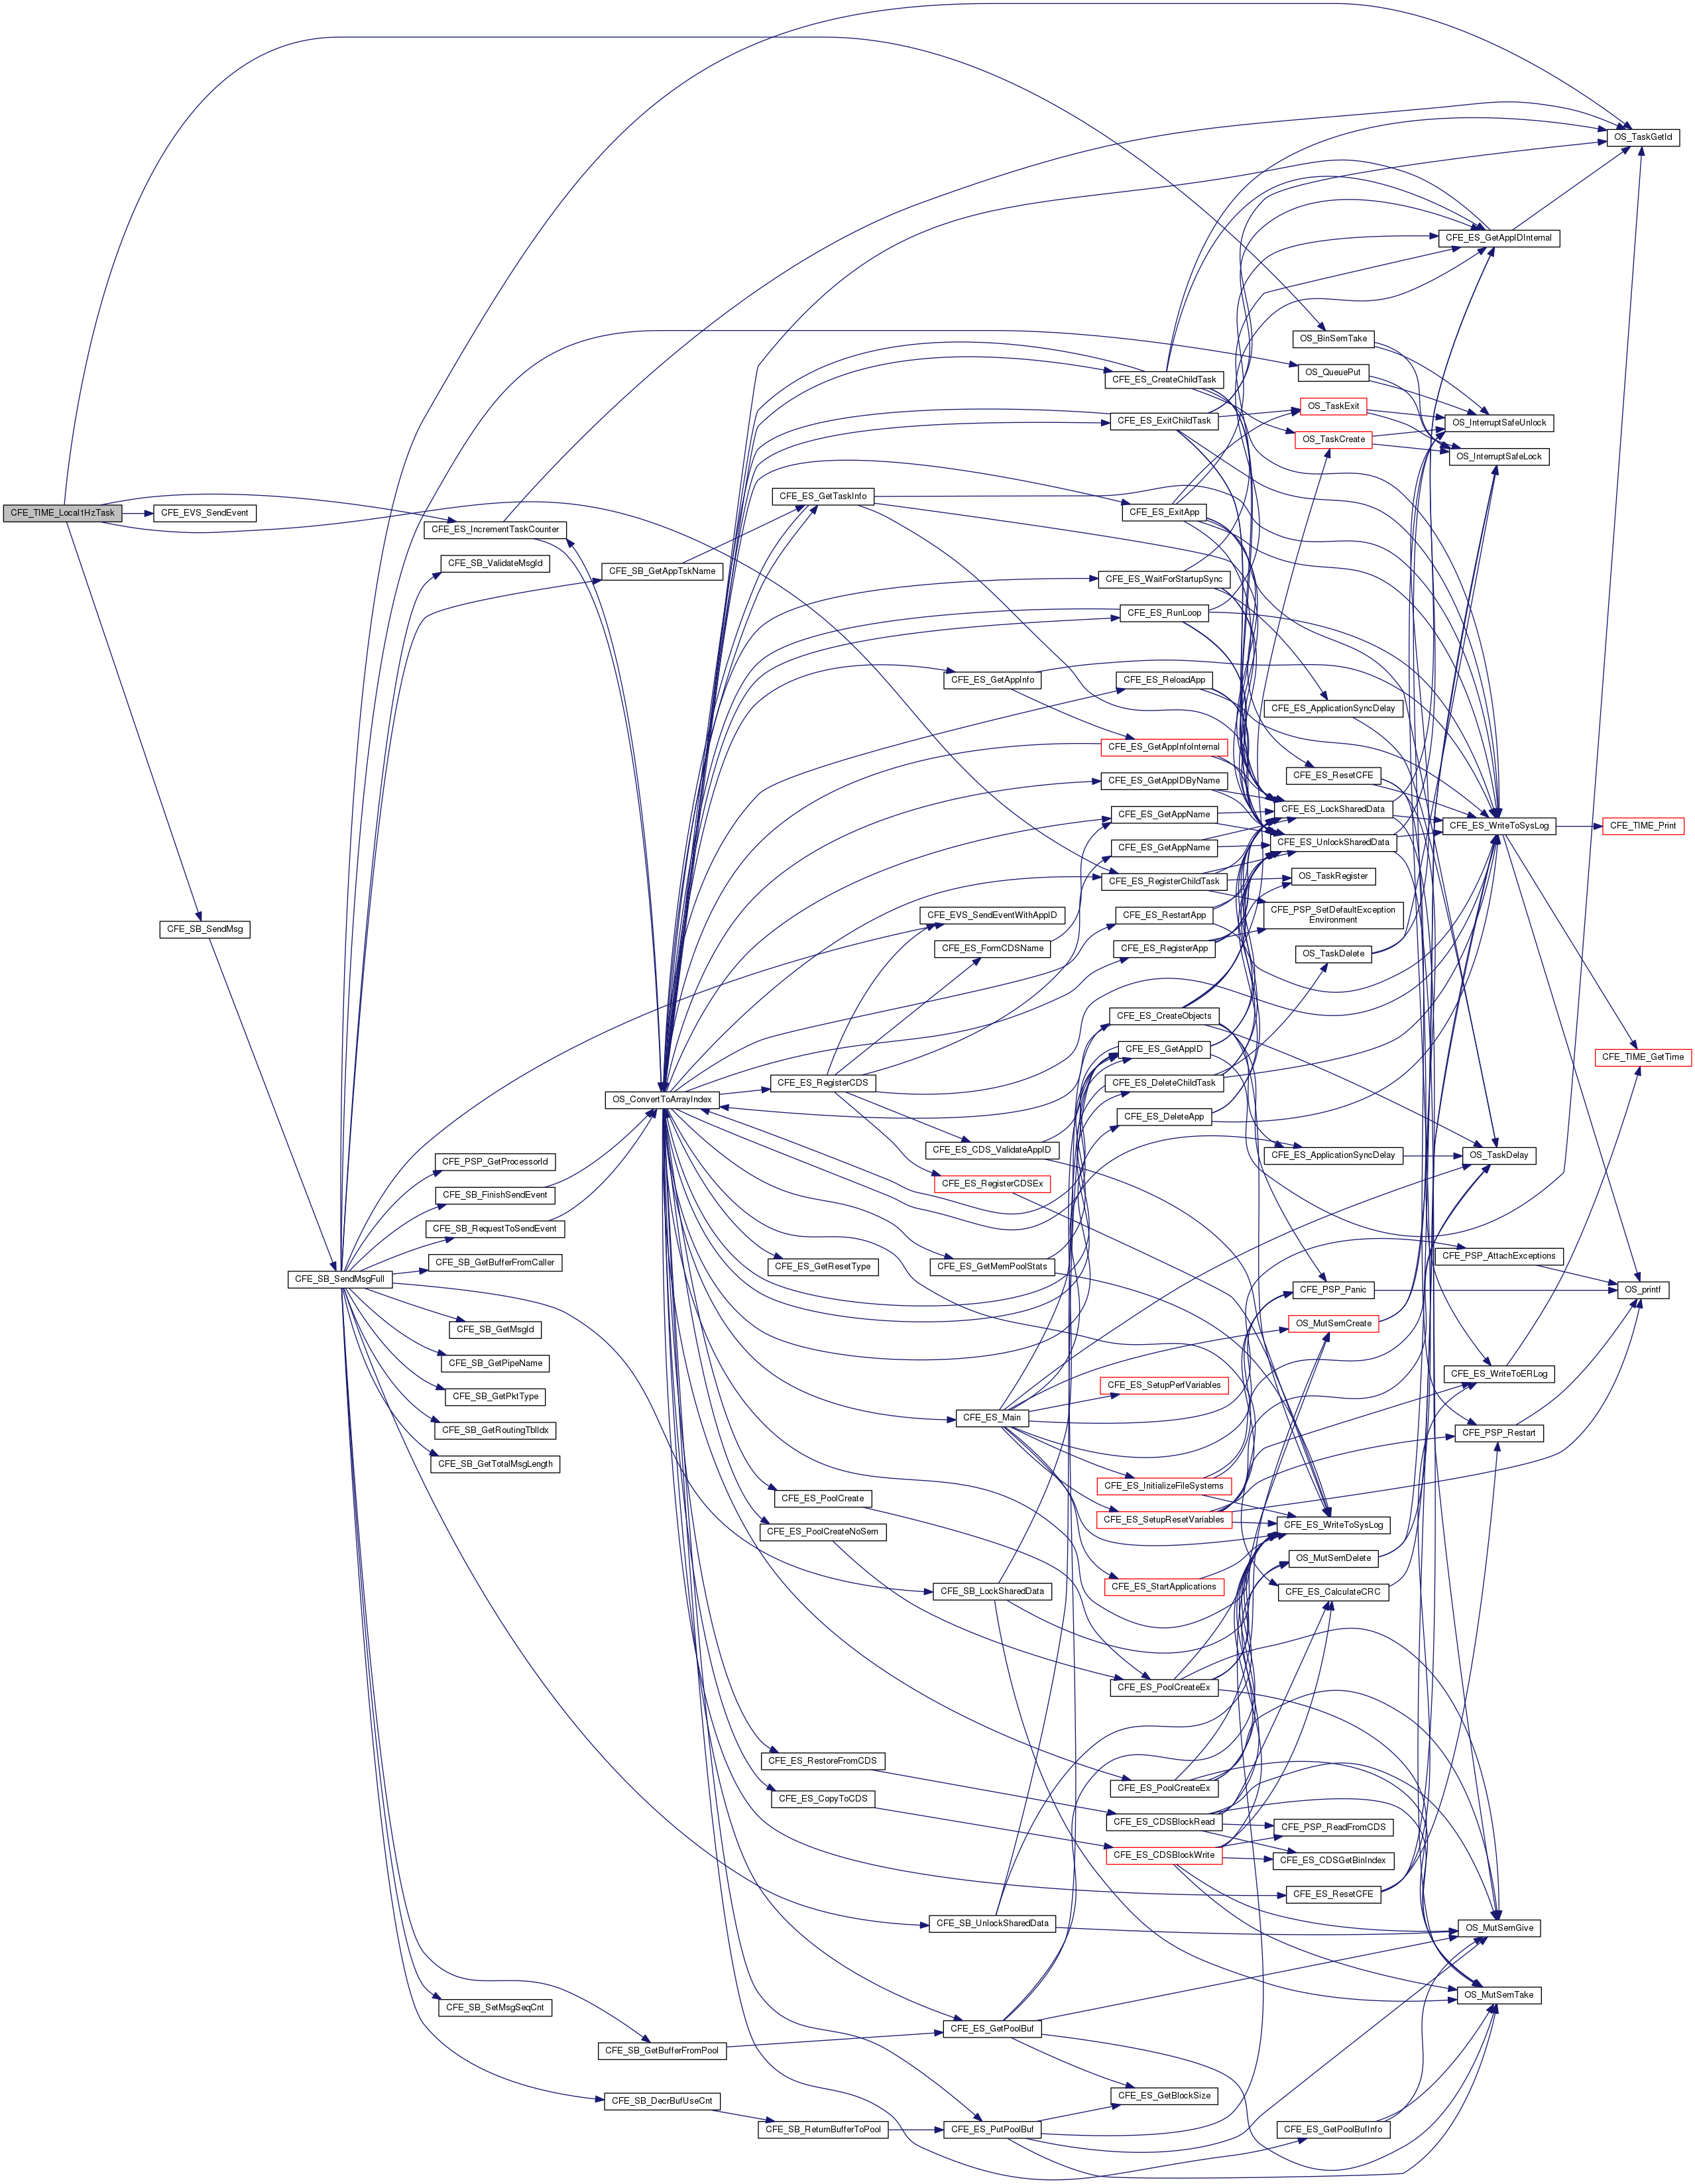 OS_TaskGetId
CFE_ES_GetAppIDInternal
OS_BinSemTake
OS_QueuePut
CFE_ES_CreateChildTask
OS_TaskExit
CFE_ES_ExitChildTask
OS_InterruptSafeUnlock
OS_TaskCreate
OS_InterruptSafeLock
CFE_ES_GetTaskInfo
CFE_TIME_Local1HzTask
CFE_EVS_SendEvent
CFE_ES_ExitApp
CFE_ES_IncrementTaskCounter
CFE_SB_ValidateMsgId
CFE_SB_GetAppTskName
CFE_ES_WaitForStartupSync
CFE_ES_RunLoop
CFE_ES_GetAppInfo
CFE_ES_ReloadApp
CFE_ES_ApplicationSyncDelay
CFE_ES_GetAppInfoInternal
CFE_ES_ResetCFE
CFE_ES_GetAppIDByName
CFE_ES_LockSharedData
CFE_ES_GetAppName
CFE_ES_WriteToSysLog
CFE_TIME_Print
CFE_ES_UnlockSharedData
CFE_ES_GetAppName
OS_TaskRegister
CFE_ES_RegisterChildTask
CFE_EVS_SendEventWithAppID
CFE_ES_RestartApp
CFE_PSP_SetDefaultException
Environment
CFE_SB_SendMsg
CFE_ES_FormCDSName
CFE_ES_RegisterApp
OS_TaskDelete
CFE_ES_CreateObjects
CFE_ES_GetAppID
CFE_TIME_GetTime
CFE_ES_RegisterCDS
CFE_ES_DeleteChildTask
OS_ConvertToArrayIndex
CFE_ES_DeleteApp
CFE_ES_CDS_ValidateAppID
CFE_ES_ApplicationSyncDelay
OS_TaskDelay
CFE_PSP_GetProcessorId
CFE_ES_RegisterCDSEx
CFE_SB_FinishSendEvent
CFE_SB_RequestToSendEvent
CFE_PSP_AttachExceptions
CFE_SB_GetBufferFromCaller
CFE_ES_GetResetType
CFE_ES_GetMemPoolStats
CFE_SB_SendMsgFull
CFE_PSP_Panic
OS_printf
CFE_SB_GetMsgId
OS_MutSemCreate
CFE_SB_GetPipeName
CFE_ES_WriteToERLog
CFE_ES_SetupPerfVariables
CFE_SB_GetPktType
CFE_ES_Main
CFE_SB_GetRoutingTblIdx
CFE_PSP_Restart
CFE_SB_GetTotalMsgLength
CFE_ES_InitializeFileSystems
CFE_ES_PoolCreate
CFE_ES_SetupResetVariables
CFE_ES_WriteToSysLog
CFE_ES_PoolCreateNoSem
OS_MutSemDelete
CFE_ES_StartApplications
CFE_SB_LockSharedData
CFE_ES_CalculateCRC
CFE_ES_PoolCreateEx
CFE_ES_RestoreFromCDS
CFE_ES_PoolCreateEx
CFE_ES_CopyToCDS
CFE_ES_CDSBlockRead
CFE_PSP_ReadFromCDS
CFE_ES_CDSBlockWrite
CFE_ES_CDSGetBinIndex
CFE_ES_ResetCFE
CFE_SB_UnlockSharedData
OS_MutSemGive
OS_MutSemTake
CFE_SB_SetMsgSeqCnt
CFE_ES_GetPoolBuf
CFE_SB_GetBufferFromPool
CFE_ES_GetBlockSize
CFE_SB_DecrBufUseCnt
CFE_SB_ReturnBufferToPool
CFE_ES_PutPoolBuf
CFE_ES_GetPoolBufInfo